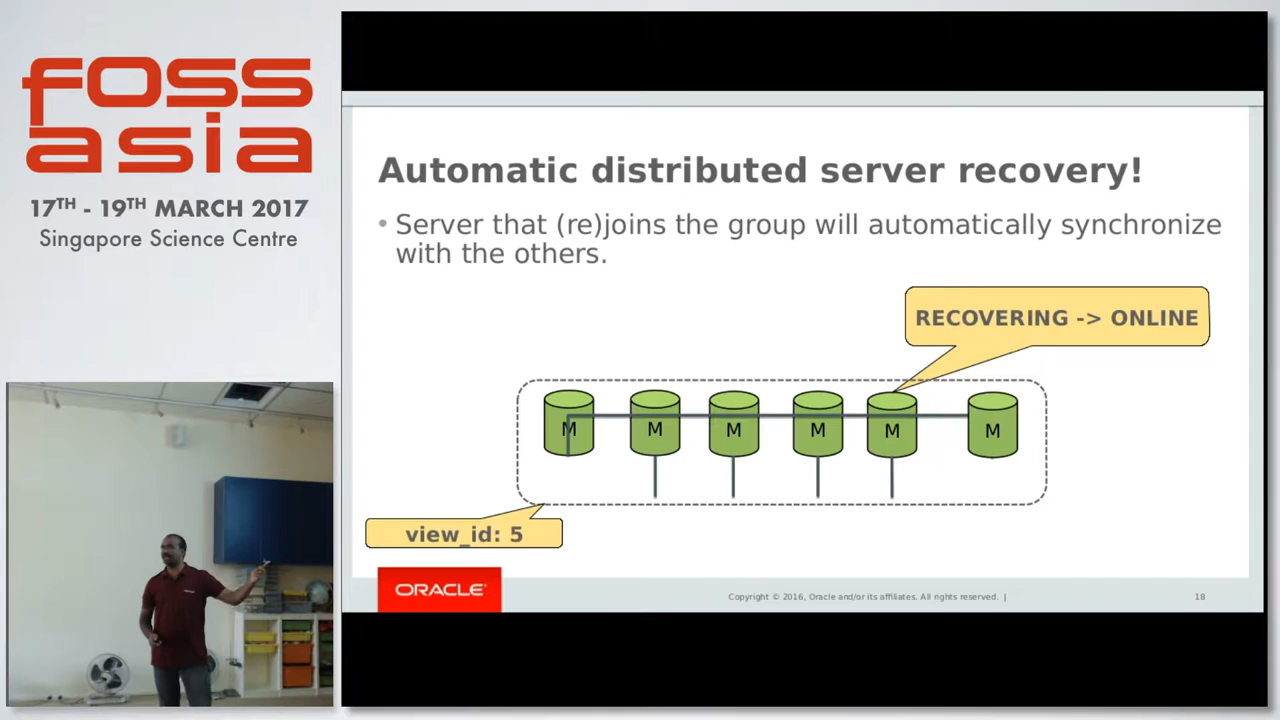 foss
asia
17TH - 19TH MARCH 2017
Singapore Science Centre
Automatic distributed server recovery!
• Server that (re)joins the group will automatically synchronize
with the others.
RECOVERING -> ONLINE
M M M M M M
view_id: 5
ORACLE®
Copyright © 2016, Oracle and/or its affiliates. All rights reserved. |
18